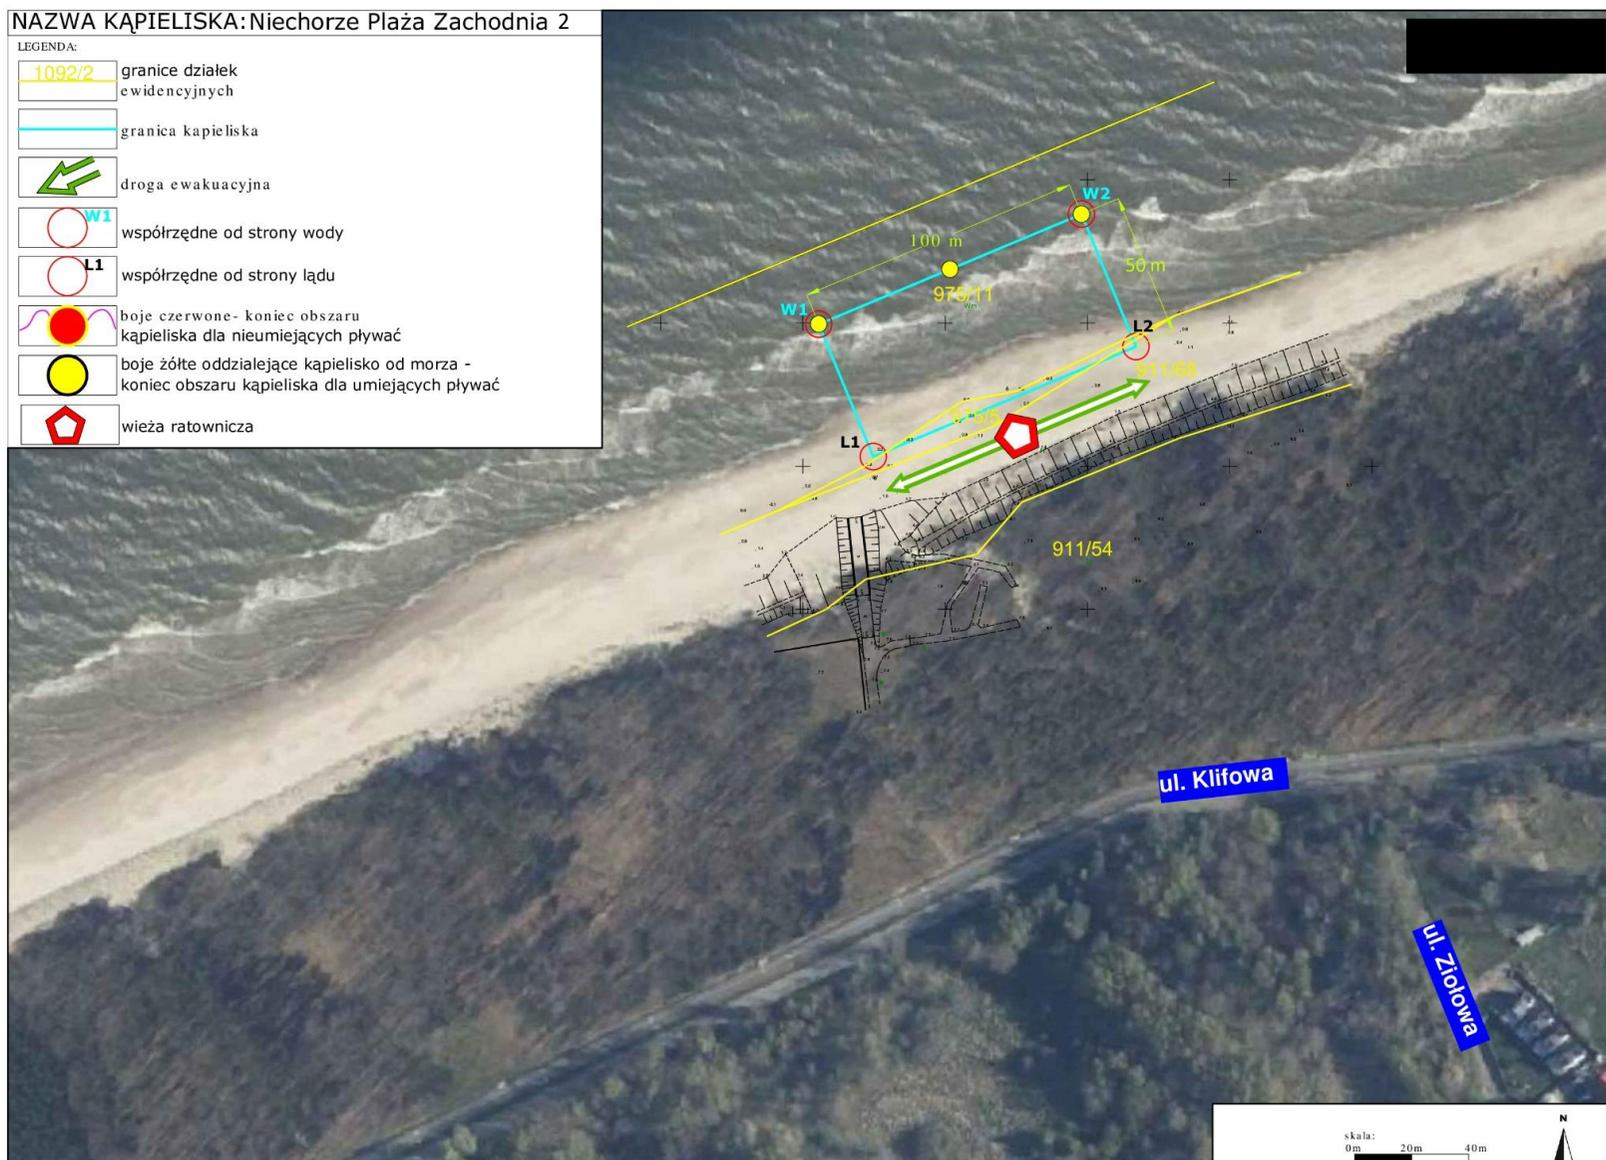 NAZWA KĄPIELISKA: Niechorze Plaża Zachodnia 2
LEGENDA:
1092/2
granice działek
ewidencyjnych
granica kapieliska
droga ewakuacyjna
W1
współrzędne od strony wody
L1
współrzędne od strony lądu
boje czerwone- koniec obszaru
kąpieliska dla nieumiejących pływać
boje żółte oddzialejące kąpielisko od morza -
koniec obszaru kąpieliska dla umiejących pływać
wieża ratownicza
W2
100 m
50 m
975/11
W1
L2
911/68
L1
911/54
ul. Klifowa
ul. Ziołowa
N
skala:
0m 20m 40m